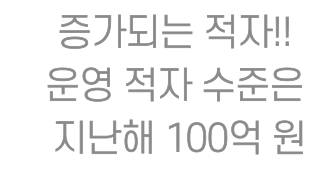 증가되는 적자!!
운영 적자 수준은
지난해 100억 원